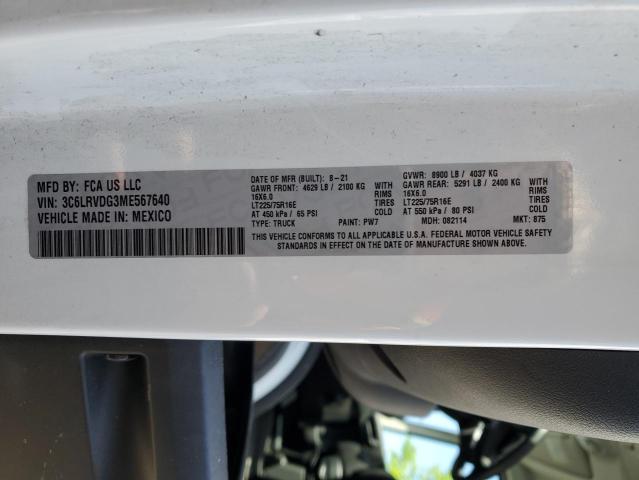 MFD BY: FCA US LLC
VIN: 3C6LRVDG3ME567640
VEHICLE MADE IN: MEXICO
DATE OF MFR (BUILT): 8-21
GAWR FRONT: 4629 LB / 2100 KG WITH
16X6.0 RIMS
LT225/75R16E TIRES
AT 450 kPa / 65 PSI COLD
TYPE: TRUCK PAINT: PW7
GVWR: 8900 LB / 4037 KG
GAWR REAR: 5291 LB / 2400 KG WITH
16X6.0 RIMS
LT225/75R16E TIRES
AT 550 kPa / 80 PSI COLD
MDH: 082114 MKT: 875
THIS VEHICLE CONFORMS TO ALL APPLICABLE U.S.A. FEDERAL MOTOR VEHICLE SAFETY
STANDARDS IN EFFECT ON THE DATE OF MANUFACTURE SHOWN ABOVE.